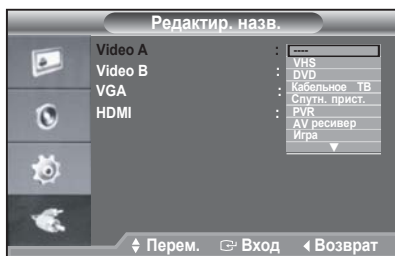 Редактир. назв.
Video A : ----
VHS
Video B : DVD
VGA : Кабельное ТВ
Спутн. прист.
HDMI : PVR
AV ресивер
Игра
Перем. Вход Возврат